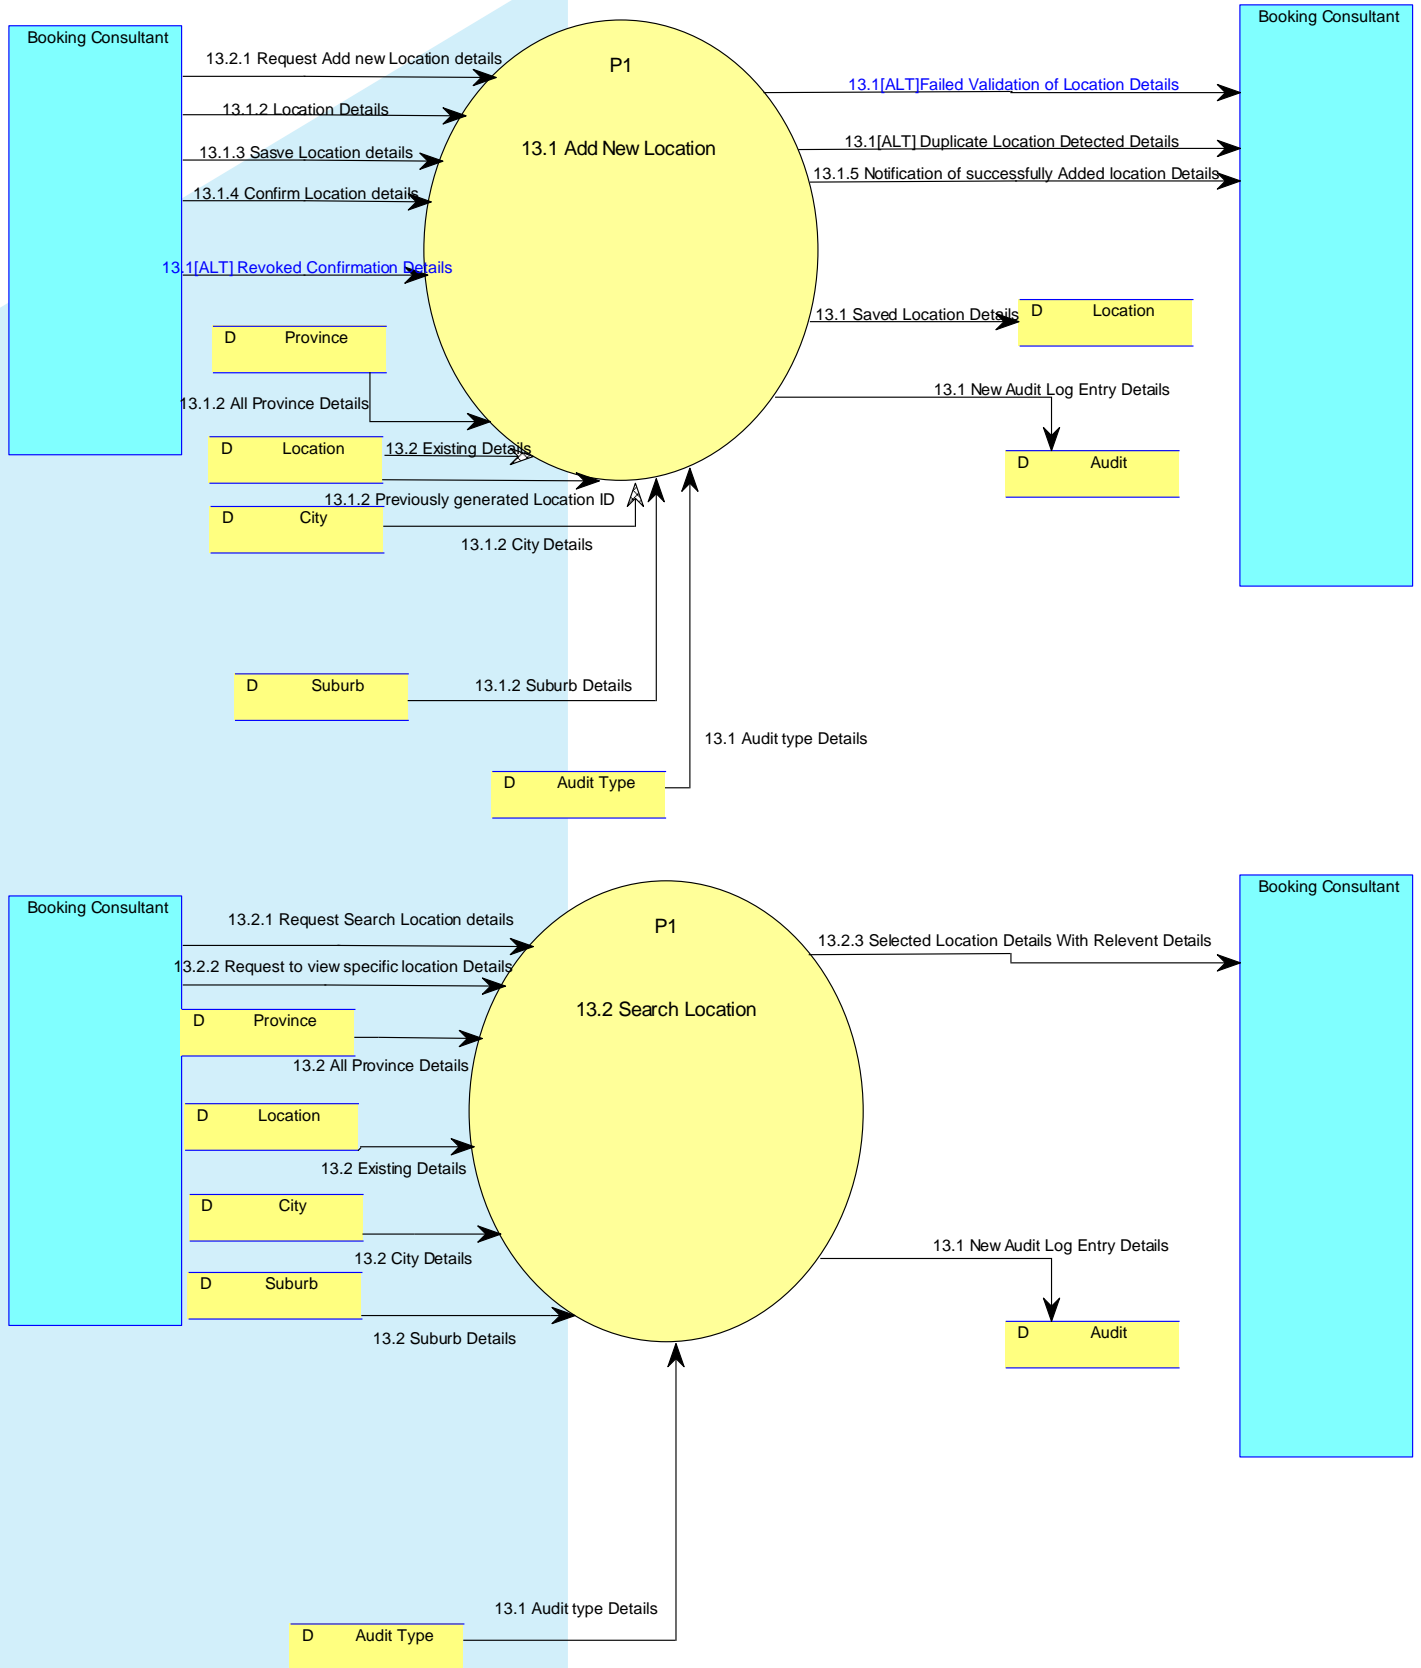 Booking Consultant
P1
13.1 Add New Location
Booking Consultant
13.2.1 Request Add new Location details
13.1.2 Location Details
13.1.3 Sasve Location details
13.1.4 Confirm Location details
13.1[ALT] Revoked Confirmation Details
13.1[ALT]Failed Validation of Location Details
13.1[ALT] Duplicate Location Detected Details
13.1.5 Notification of successfully Added location Details
13.1 Saved Location Details
D Location
13.1 New Audit Log Entry Details
D Audit
D Province
13.1.2 All Province Details
D Location
13.2 Existing Details
13.1.2 Previously generated Location ID
D City
13.1.2 City Details
D Suburb
13.1.2 Suburb Details
13.1 Audit type Details
D Audit Type
Booking Consultant
P1
13.2 Search Location
Booking Consultant
13.2.1 Request Search Location details
13.2.2 Request to view specific location Details
13.2.3 Selected Location Details With Relevent Details
D Province
13.2 All Province Details
D Location
13.2 Existing Details
D City
13.2 City Details
D Suburb
13.2 Suburb Details
13.1 New Audit Log Entry Details
D Audit
13.1 Audit type Details
D Audit Type